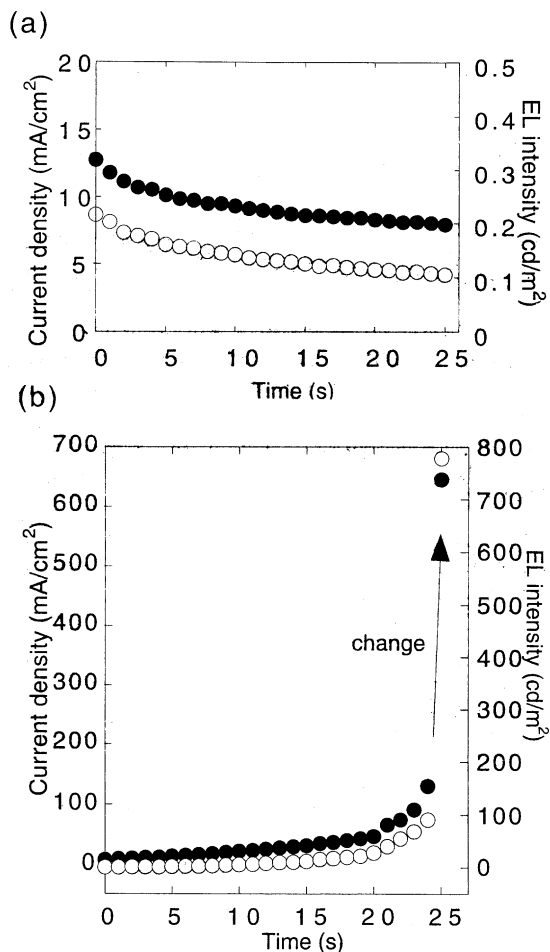 (a)
Current density (mA/cm²)
20
15
10
5
0
0.5
0.4
0.3
0.2
0.1
0
EL intensity (cd/m²)
0 5 10 15 20 25
Time (s)
(b)
Current density (mA/cm²)
700
600
500
400
300
200
100
0
change
800
700
600
500
400
300
200
100
0
EL intensity (cd/m²)
0 5 10 15 20 25
Time (s)